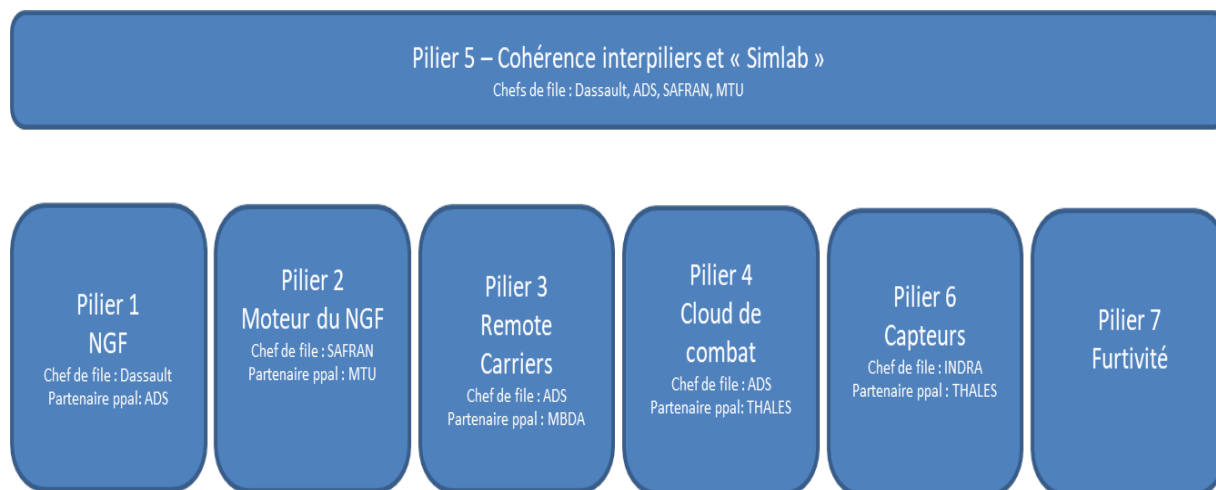 Pilier 5 – Cohérence interpiliers et « Simlab »
Chefs de file : Dassault, ADS, SAFRAN, MTU
Pilier 1
NGF
Chef de file : Dassault
Partenaire ppal: ADS
Pilier 2
Moteur du NGF
Chef de file : SAFRAN
Partenaire ppal : MTU
Pilier 3
Remote
Carriers
Chef de file : ADS
Partenaire ppal : MBDA
Pilier 4
Cloud de
combat
Chef de file : ADS
Partenaire ppal: THALES
Pilier 6
Capteurs
Chef de file : INDRA
Partenaire ppal : THALES
Pilier 7
Furtivité